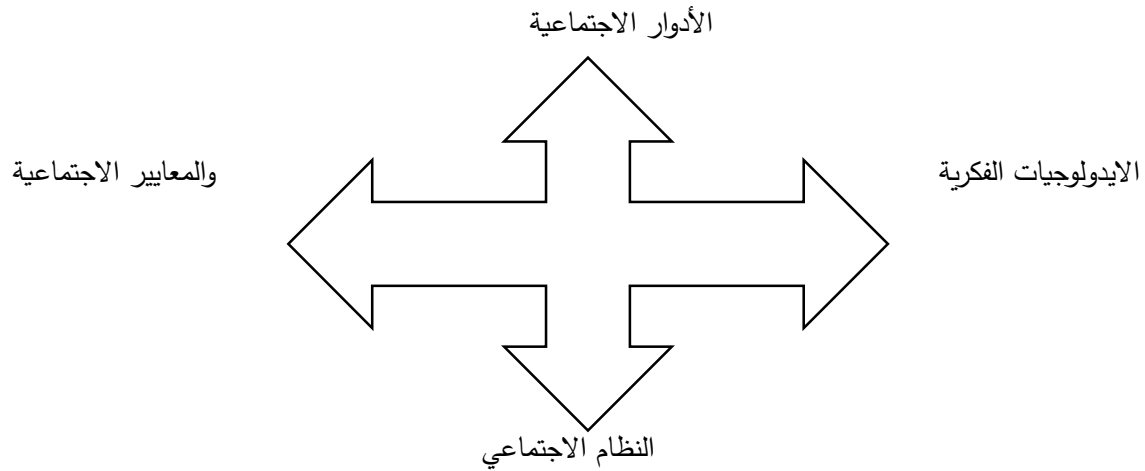 الأدوار الاجتماعية
الايدولوجيات الفكرية
والمعايير الاجتماعية
النظام الاجتماعي